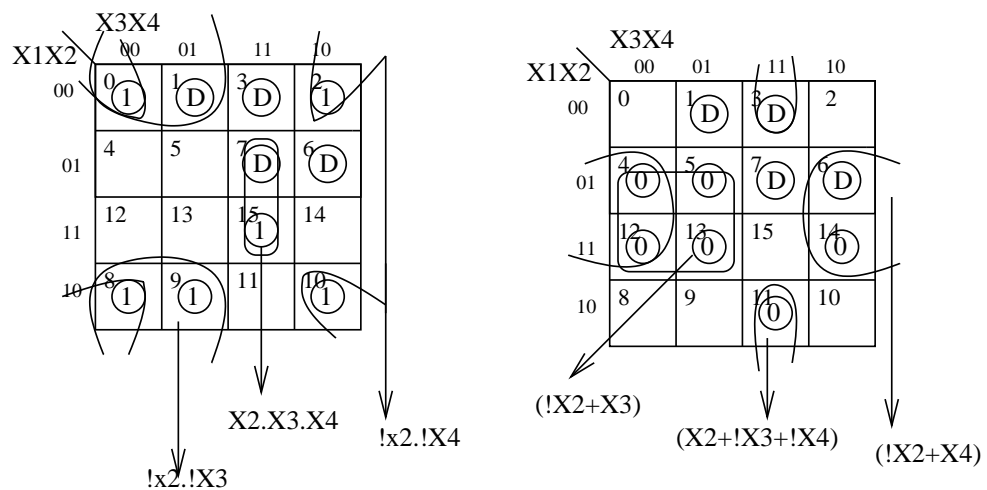 X3X4
X1X2
00 01 11 10
00
0 1 3 2
1 D D 1
01
4 5 7 6
D D
11
12 13 15 14
1
10
8 9 11 10
1 1 1
X2.X3.X4
!x2.!X4
!x2.!X3
X3X4
X1X2
00 01 11 10
00
0 1 3 2
D D
01
4 5 7 6
0 0 D D
11
12 13 15 14
0 0 0
10
8 9 11 10
0
(!X2+X3)
(X2+!X3+!X4)
(!X2+X4)